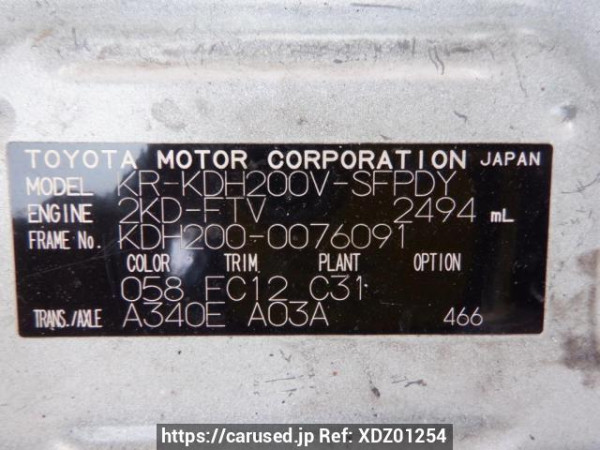 TOYOTA MOTOR CORPORATION JAPAN
MODEL KR-KDH200V-SFPDY
ENGINE 2KD-FTV 2494 mL
FRAME No. KDH200-0076091
COLOR TRIM PLANT OPTION
058 FC12 C31
TRANS./AXLE A340E A03A 466
https://carused.jp Ref: XDZ01254